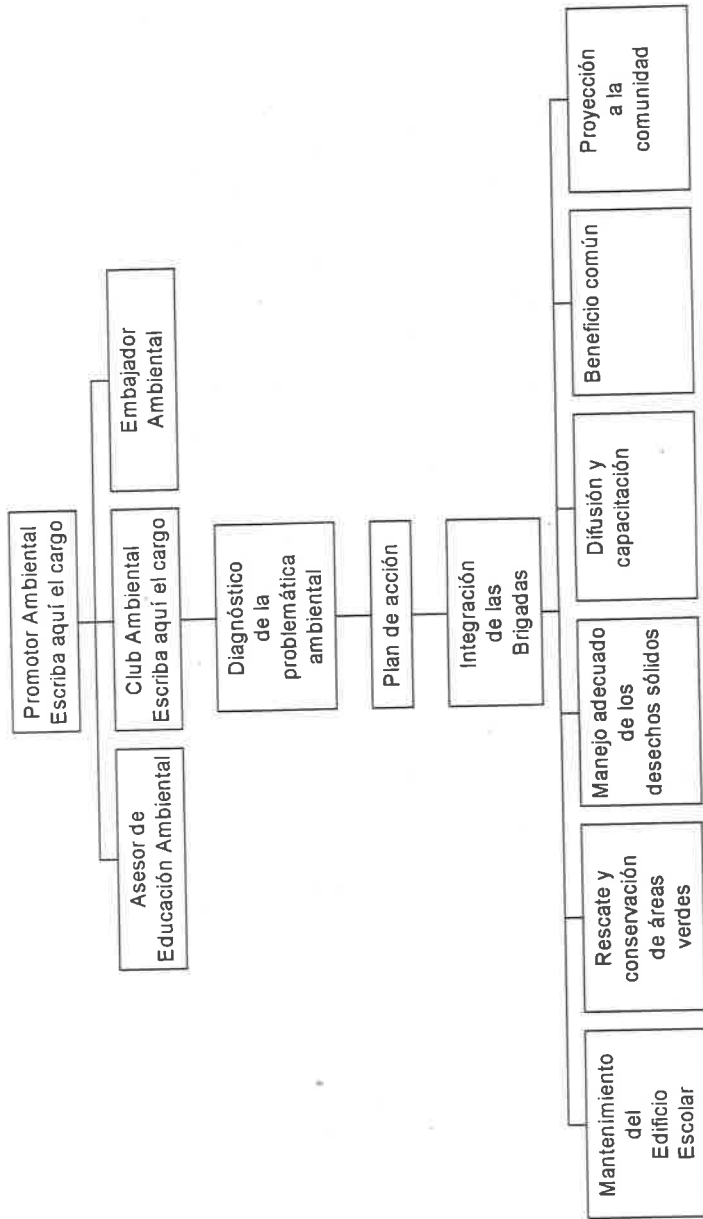 Promotor Ambiental
Escriba aquí el cargo
Asesor de
Educación Ambiental
Club Ambiental
Escriba aquí el cargo
Embajador
Ambiental
Diagnóstico
de la
problemática
ambiental
Plan de acción
Integración
de las
Brigadas
Mantenimiento
del
Edificio
Escolar
Rescate y
conservación
de áreas
verdes
Manejo adecuado
de los
desechos sólidos
Difusión y
capacitación
Beneficio común
Proyección
a la
comunidad